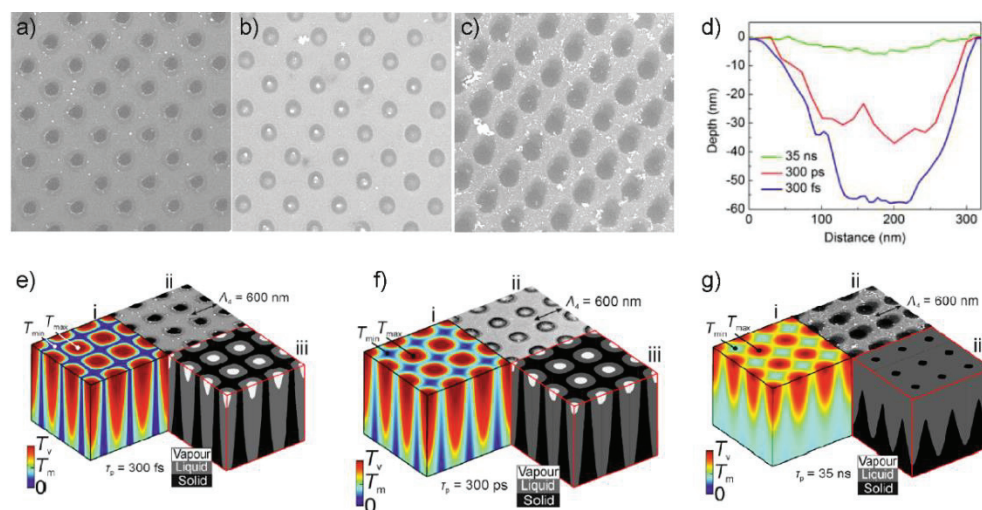 a)
b)
c)
d)
0
-10
-20
-30
-40
-50
-60
Depth (nm)
35 ns
300 ps
300 fs
0
100
200
300
Distance (nm)
e)
i
ii
iii
T_min
T_max
Λ₄ = 600 nm
T_v
T_m
0
τ_p = 300 fs
Vapour
Liquid
Solid
f)
i
ii
iii
T_min
T_max
Λ₄ = 600 nm
T_v
T_m
0
τ_p = 300 ps
Vapour
Liquid
Solid
g)
i
ii
ii
T_min
T_max
Λ₄ = 600 nm
T_v
T_m
0
τ_p = 35 ns
Vapour
Liquid
Solid